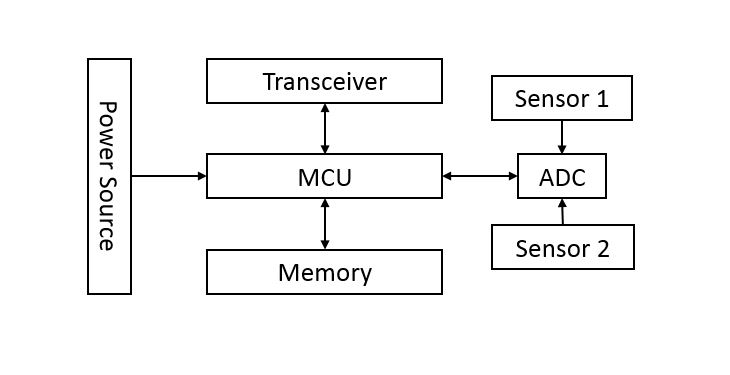 Power Source
Transceiver
MCU
Memory
Sensor 1
ADC
Sensor 2